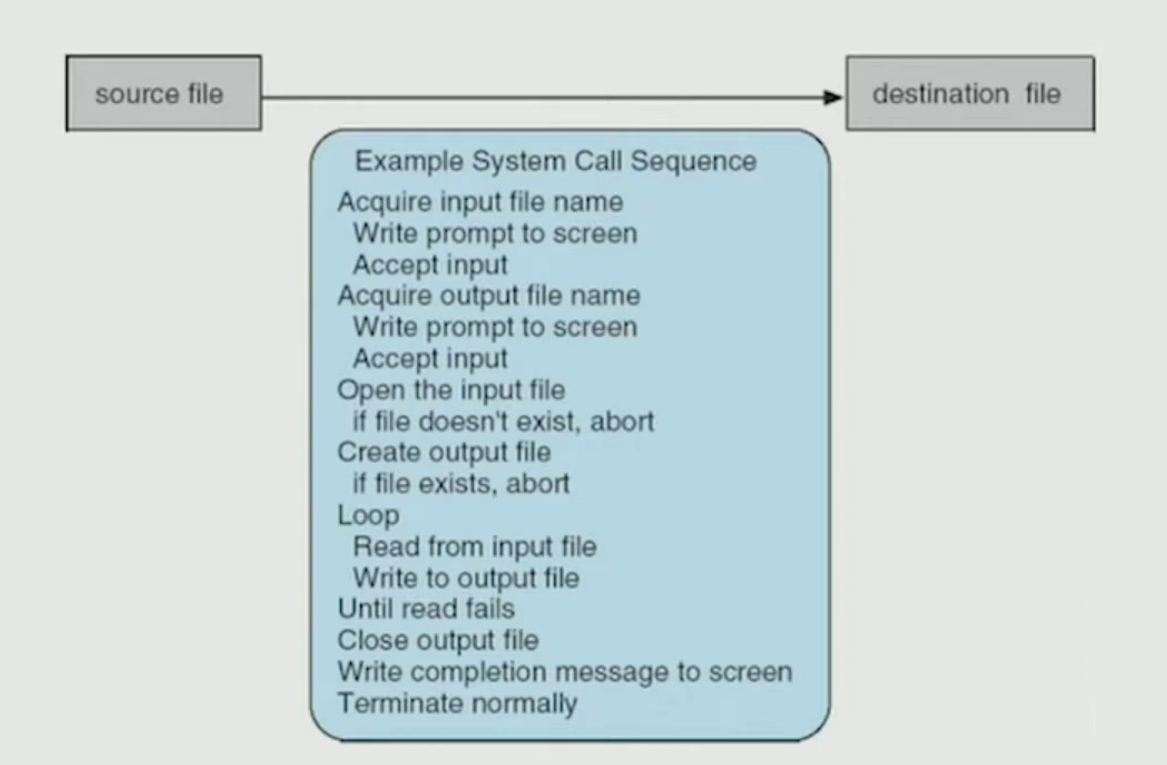 source file
destination file
Example System Call Sequence
Acquire input file name
Write prompt to screen
Accept input
Acquire output file name
Write prompt to screen
Accept input
Open the input file
if file doesn't exist, abort
Create output file
if file exists, abort
Loop
Read from input file
Write to output file
Until read fails
Close output file
Write completion message to screen
Terminate normally